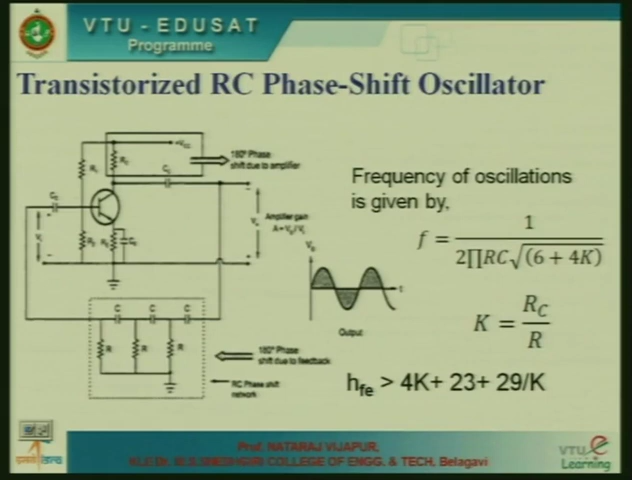 VTU - EDUSAT
Programme
Transistorized RC Phase-Shift Oscillator
180° Phase
shift due to amplifier
Amplifier gain
Output
180° Phase
shift due to feedback
RC Phase shift
network
C C C
R R R
Frequency of oscillations
is given by,
f = 1 / 2∏RC√(6 + 4K)
K = R_C / R
h_fe > 4K+ 23+ 29/K
Prof. NATARAJ VIJAPUR,
COLLEGE OF ENGG. & TECH, Belagavi
VTU e
Learning